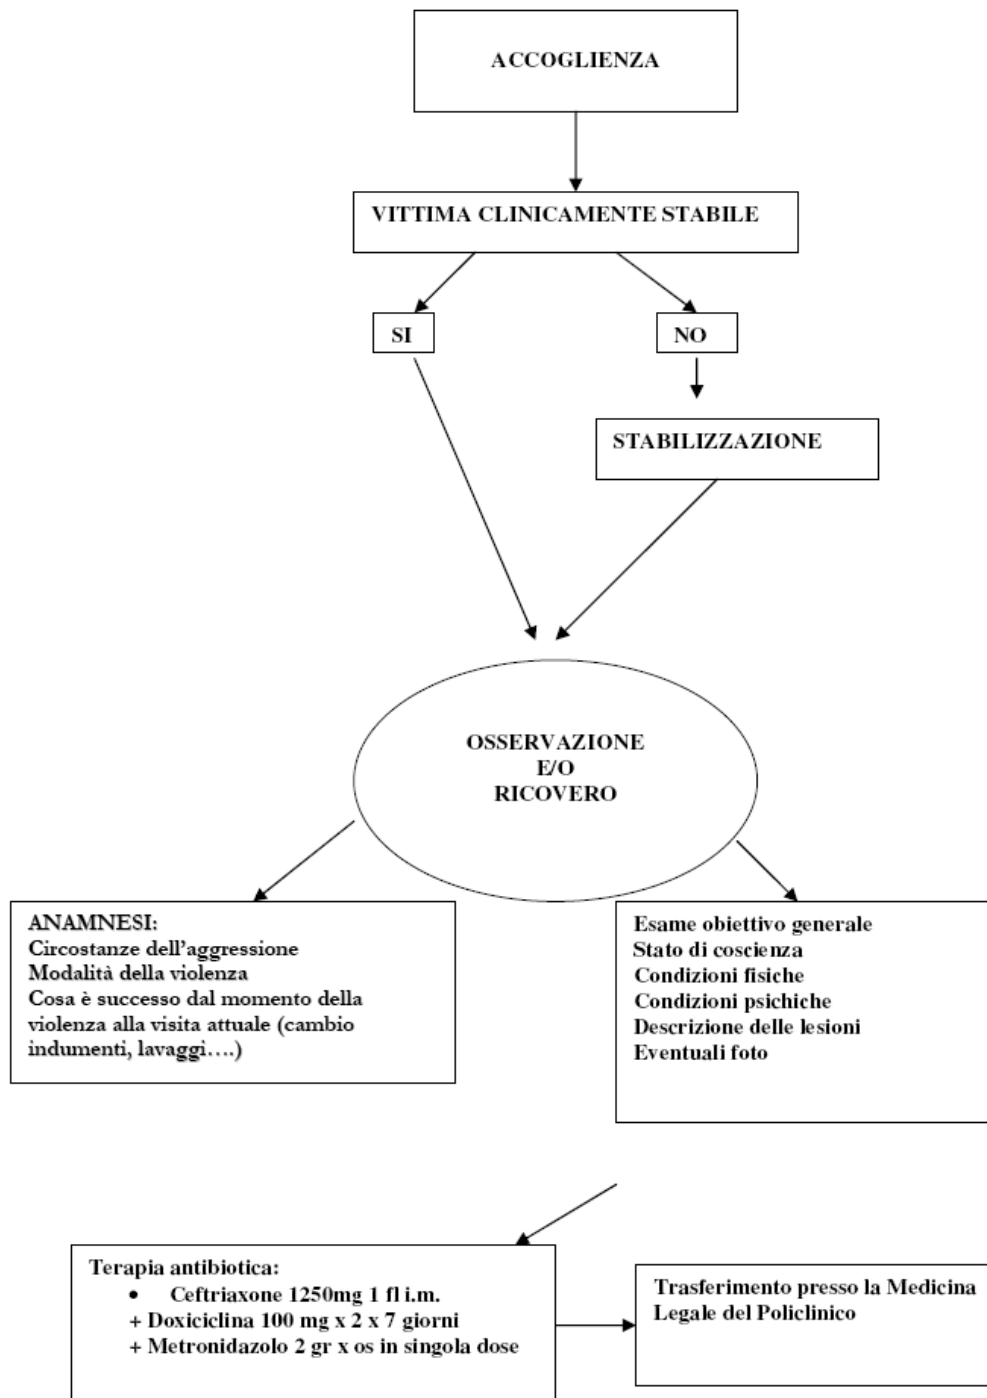 ACCOGLIENZA
VITTIMA CLINICAMENTE STABILE
SI
NO
STABILIZZAZIONE
OSSERVAZIONE
E/O
RICOVERO
ANAMNESI:
Circostanze dell'aggressione
Modalità della violenza
Cosa è successo dal momento della
violenza alla visita attuale (cambio
indumenti, lavaggi....)
Esame obiettivo generale
Stato di coscienza
Condizioni fisiche
Condizioni psichiche
Descrizione delle lesioni
Eventuali foto
Terapia antibiotica:
• Ceftriaxone 1250mg 1 fl i.m.
+ Doxiciclina 100 mg x 2 x 7 giorni
+ Metronidazolo 2 gr x os in singola dose
Trasferimento presso la Medicina
Legale del Policlinico